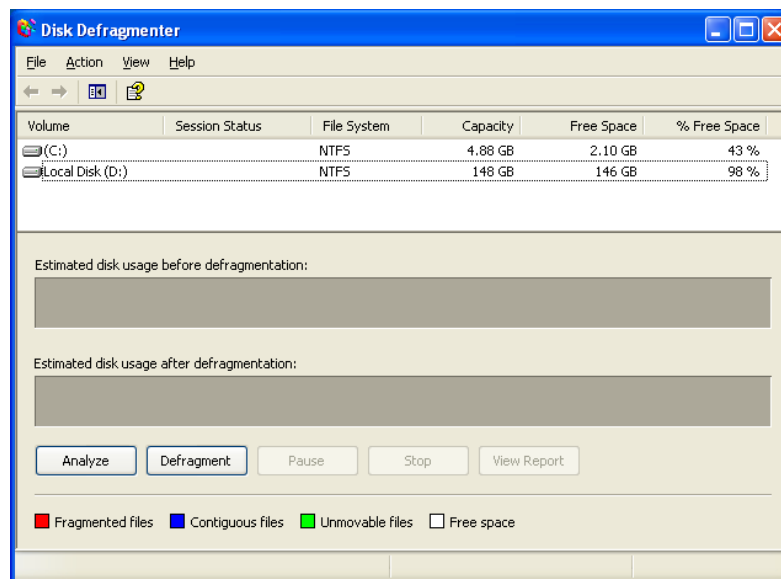 Disk Defragmenter
File Action View Help
Volume Session Status File System Capacity Free Space % Free Space
(C:) NTFS 4.88 GB 2.10 GB 43 %
Local Disk (D:) NTFS 148 GB 146 GB 98 %
Estimated disk usage before defragmentation:
Estimated disk usage after defragmentation:
Analyze Defragment Pause Stop View Report
Fragmented files Contiguous files Unmovable files Free space